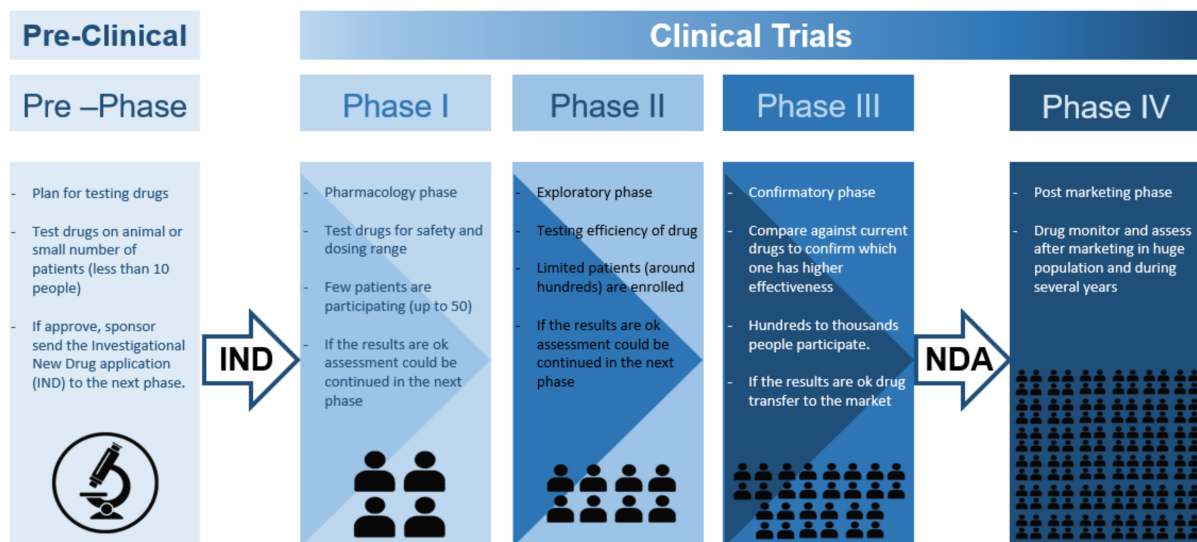 Pre-Clinical
Clinical Trials
Pre –Phase
Phase I
Phase II
Phase III
Phase IV
- Plan for testing drugs
- Test drugs on animal or
small number of
patients (less than 10
people)
- If approve, sponsor
send the Investigational
New Drug application
(IND) to the next phase.
IND
- Pharmacology phase
- Test drugs for safety and
dosing range
- Few patients are
participating (up to 50)
- If the results are ok
assessment could be
continued in the next
phase
- Exploratory phase
- Testing efficiency of drug
- Limited patients (around
hundreds) are enrolled
- If the results are ok
assessment could be
continued in the next
phase
- Confirmatory phase
- Compare against current
drugs to confirm which
one has higher
effectiveness
- Hundreds to thousands
people participate.
- If the results are ok drug
transfer to the market
NDA
- Post marketing phase
- Drug monitor and assess
after marketing in huge
population and during
several years